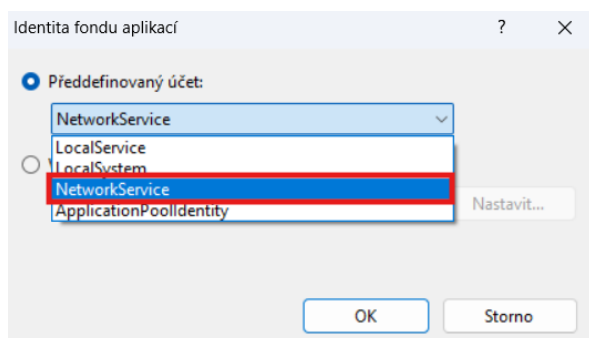 Identita fondu aplikací
?
Předdefinovaný účet:
NetworkService
LocalService
LocalSystem
NetworkService
ApplicationPoolIdentity
Nastavit...
OK Storno